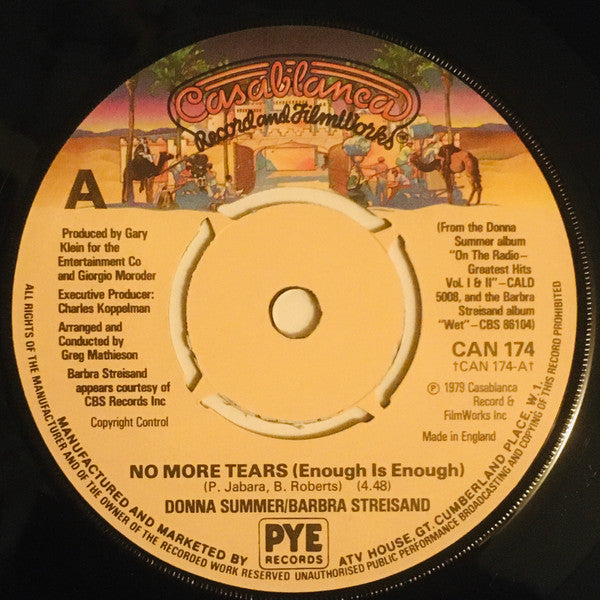 Casablanca
Record and FilmWorks®
A
Produced by Gary
Klein for the
Entertainment Co
and Giorgio Moroder
Executive Producer:
Charles Koppelman
Arranged and
Conducted by
Greg Mathieson
Barbra Streisand
appears courtesy of
CBS Records Inc
Copyright Control
(From the Donna
Summer album
"On The Radio–
Greatest Hits
Vol. I & II"–CALD
5008, and the Barbra
Streisand album
"Wet"–CBS 86104)
CAN 174
†CAN 174-A†
℗ 1979 Casablanca
Record &
FilmWorks Inc
Made in England
NO MORE TEARS (Enough Is Enough)
(P. Jabara, B. Roberts) (4.48)
DONNA SUMMER/BARBRA STREISAND
PYE
RECORDS
MANUFACTURED AND MARKETED BY
ATV HOUSE, GT. CUMBERLAND PLACE, W.1.
ALL RIGHTS OF THE MANUFACTURER AND OF THE OWNER OF THE RECORDED WORK RESERVED UNAUTHORISED PUBLIC PERFORMANCE BROADCASTING AND COPYING OF THIS RECORD PROHIBITED